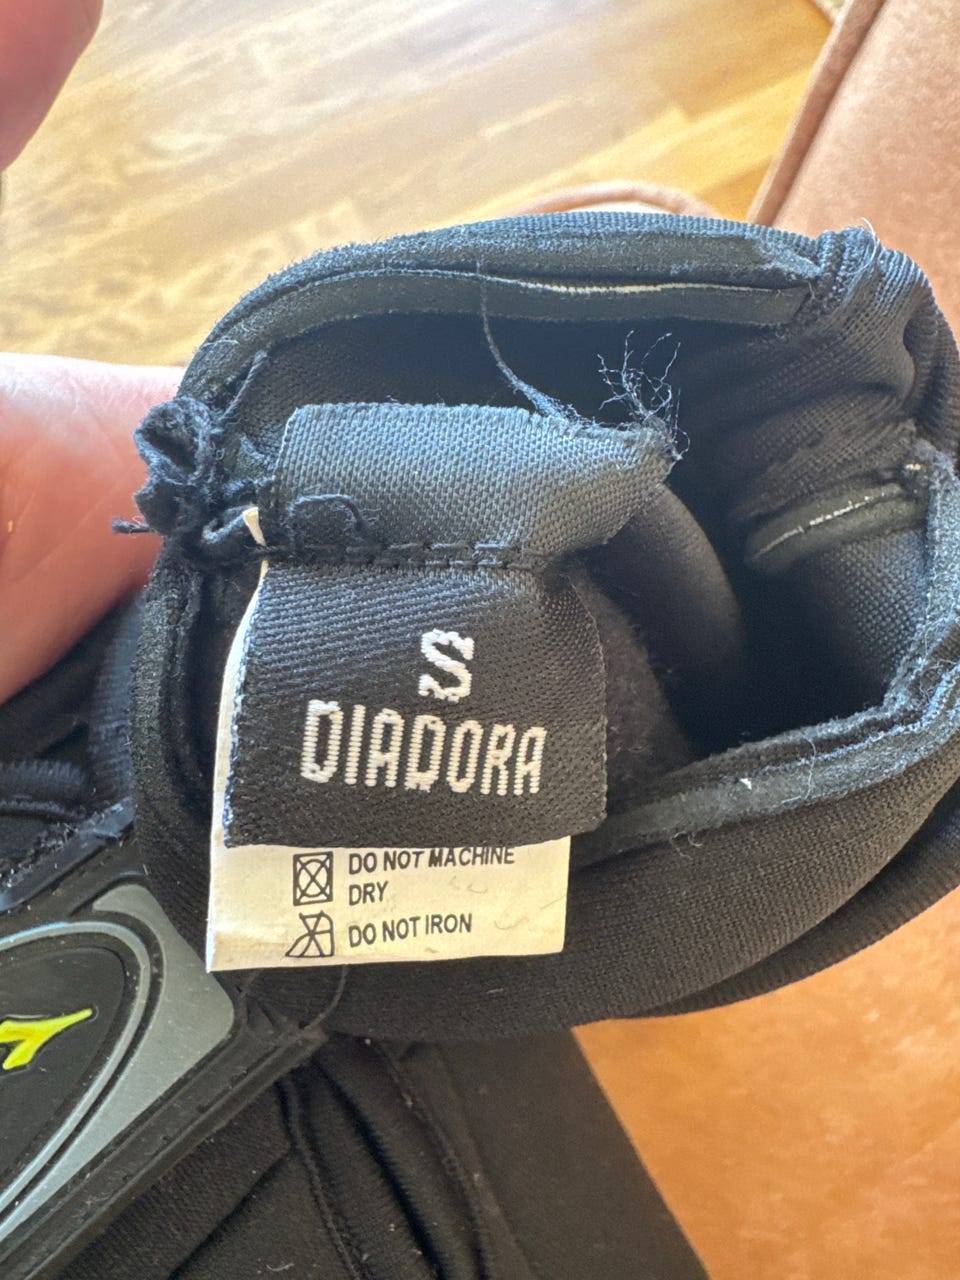 S
DIADORA
DO NOT MACHINE
DRY
DO NOT IRON